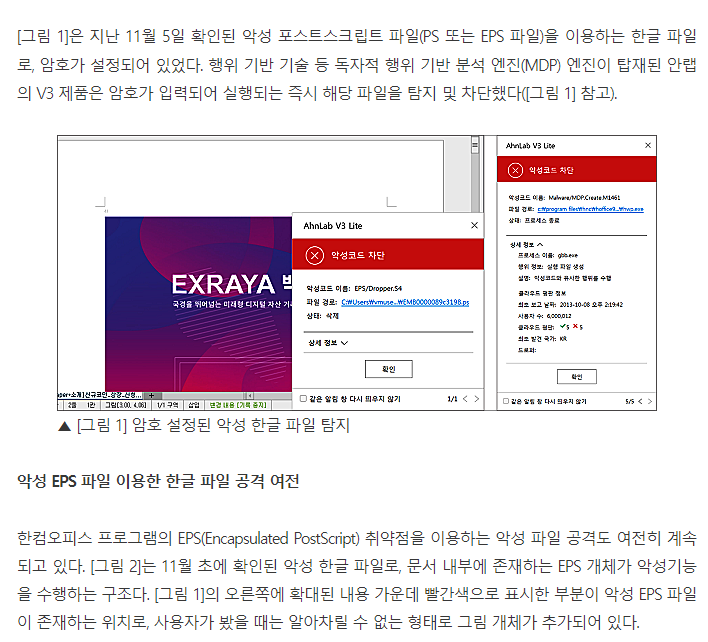 [그림 1]은 지난 11월 5일 확인된 악성 포스트스크립트 파일(PS 또는 EPS 파일)을 이용하는 한글 파일
로, 암호가 설정되어 있었다. 행위 기반 기술 등 독자적 행위 기반 분석 엔진(MDP) 엔진이 탑재된 안랩
의 V3 제품은 암호가 입력되어 실행되는 즉시 해당 파일을 탐지 및 차단했다([그림 1] 참고).
EXRAYA 백
국경을 뛰어넘는 미래형 디지털 자산 거래
2쪽 1단 그림[3.00, 4.06] 1/1 구역 삽입 변경 내용 [기록 중지]
AhnLab V3 Lite
악성코드 차단
악성코드 이름: EPS/Dropper.S4
파일 경로: C:₩Users₩vmuse...₩EMB0000089c3198.ps
상태: 삭제
상세 정보
확인
같은 알림 창 다시 띄우지 않기 1/1
AhnLab V3 Lite
악성코드 차단
악성코드 이름: Malware/MDP.Create.M1461
파일 경로: c:₩program files₩hnc₩hoffice9...₩hwp.exe
상태: 프로세스 종료
상세 정보
프로세스 이름: gbb.exe
행위 정보: 실행 파일 생성
설명: 악성코드와 유사한 행위를 수행
클라우드 평판 정보
최초 보고 날짜: 2013-10-08 오후 2:19:42
사용자 수: 6,000,012
클라우드 평판: 5 5
최초 발견 국가: KR
드로퍼:
확인
같은 알림 창 다시 띄우지 않기 5/5
▲ [그림 1] 암호 설정된 악성 한글 파일 탐지
악성 EPS 파일 이용한 한글 파일 공격 여전
한컴오피스 프로그램의 EPS(Encapsulated PostScript) 취약점을 이용하는 악성 파일 공격도 여전히 계속
되고 있다. [그림 2]는 11월 초에 확인된 악성 한글 파일로, 문서 내부에 존재하는 EPS 개체가 악성기능
을 수행하는 구조다. [그림 1]의 오른쪽에 확대된 내용 가운데 빨간색으로 표시한 부분이 악성 EPS 파일
이 존재하는 위치로, 사용자가 봤을 때는 알아차릴 수 없는 형태로 그림 개체가 추가되어 있다.